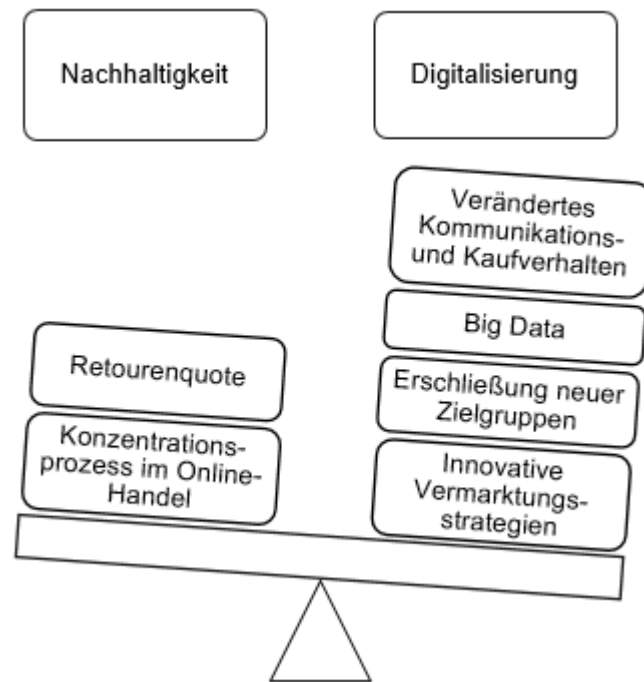 Nachhaltigkeit
Digitalisierung
Verändertes
Kommunikations-
und Kaufverhalten
Big Data
Retourenquote
Erschließung neuer
Zielgruppen
Konzentrations-
prozess im Online-
Handel
Innovative
Vermarktungs-
strategien